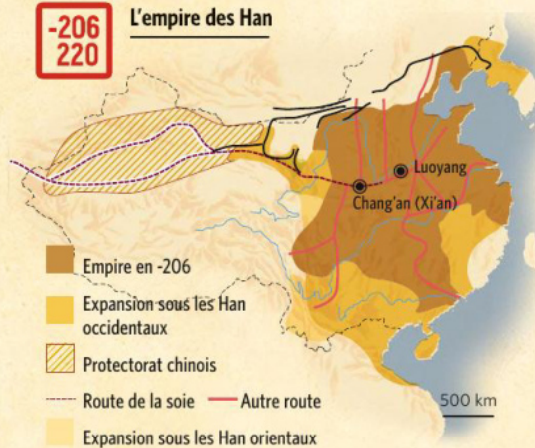 -206
220
L'empire des Han
Luoyang
Chang'an (Xi'an)
Empire en -206
Expansion sous les Han
occidentaux
Protectorat chinois
Route de la soie
Autre route
500 km
Expansion sous les Han orientaux